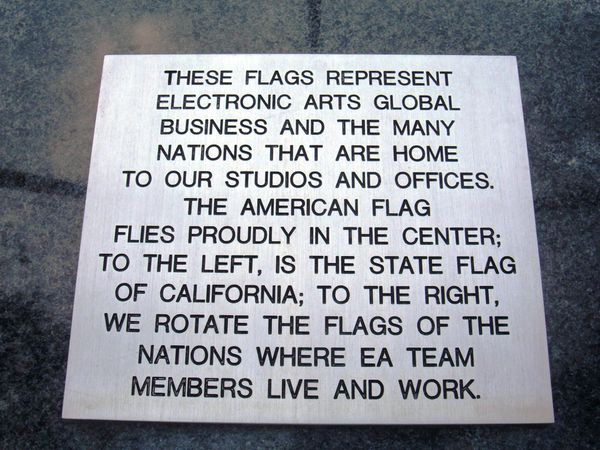 THESE FLAGS REPRESENT
ELECTRONIC ARTS GLOBAL
BUSINESS AND THE MANY
NATIONS THAT ARE HOME
TO OUR STUDIOS AND OFFICES.
THE AMERICAN FLAG
FLIES PROUDLY IN THE CENTER;
TO THE LEFT, IS THE STATE FLAG
OF CALIFORNIA; TO THE RIGHT,
WE ROTATE THE FLAGS OF THE
NATIONS WHERE EA TEAM
MEMBERS LIVE AND WORK.